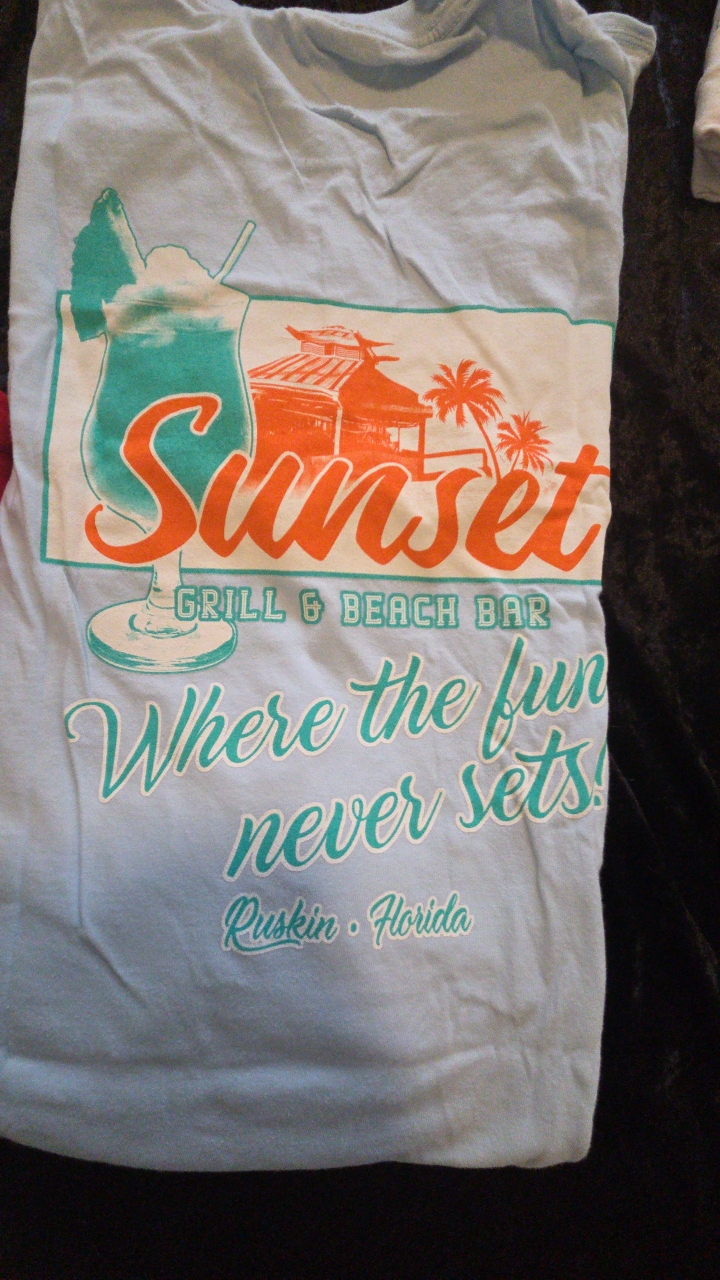 Sunset
GRILL & BEACH BAR
Where the fun
never sets!
Ruskin • Florida